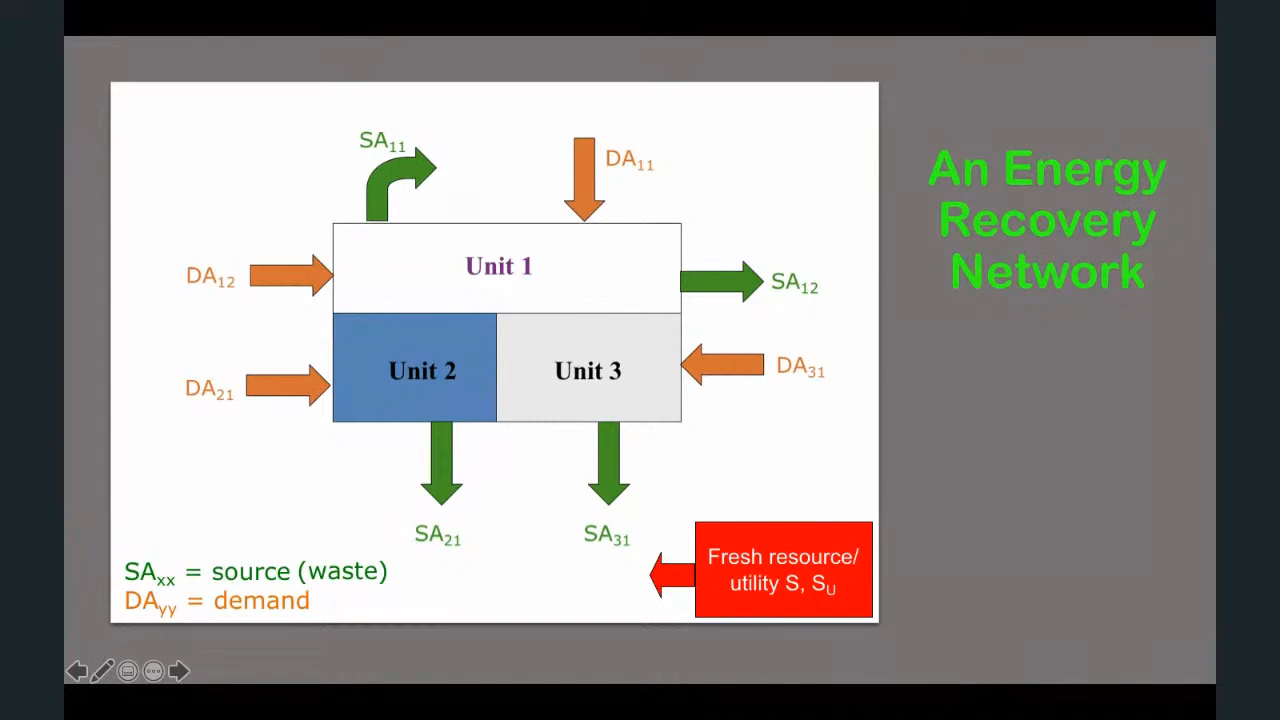 An Energy
Recovery
Network
SA11
DA11
DA12
Unit 1
SA12
DA21
Unit 2
Unit 3
DA31
SA21
SA31
SAxx = source (waste)
DAyy = demand
Fresh resource/
utility S, SU